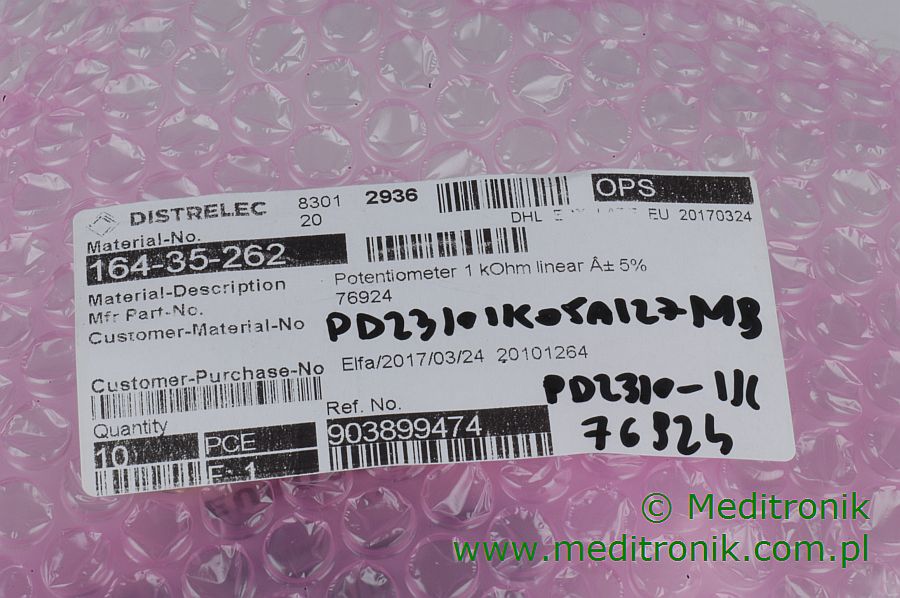 DISTRELEC 8301 20 2936 OPS
DHL EU 20170324
Material-No.
164-35-262
Material-Description Potentiometer 1 kOhm linear Â± 5%
Mfr Part-No. 76924
Customer-Material-No PD23101K05A127MB
Elfa/2017/03/24 20101264
Customer-Purchase-No
PD2310-1K
Quantity Ref. No.
10 PCE 903899474
76924
© Meditronik
www.meditronik.com.pl